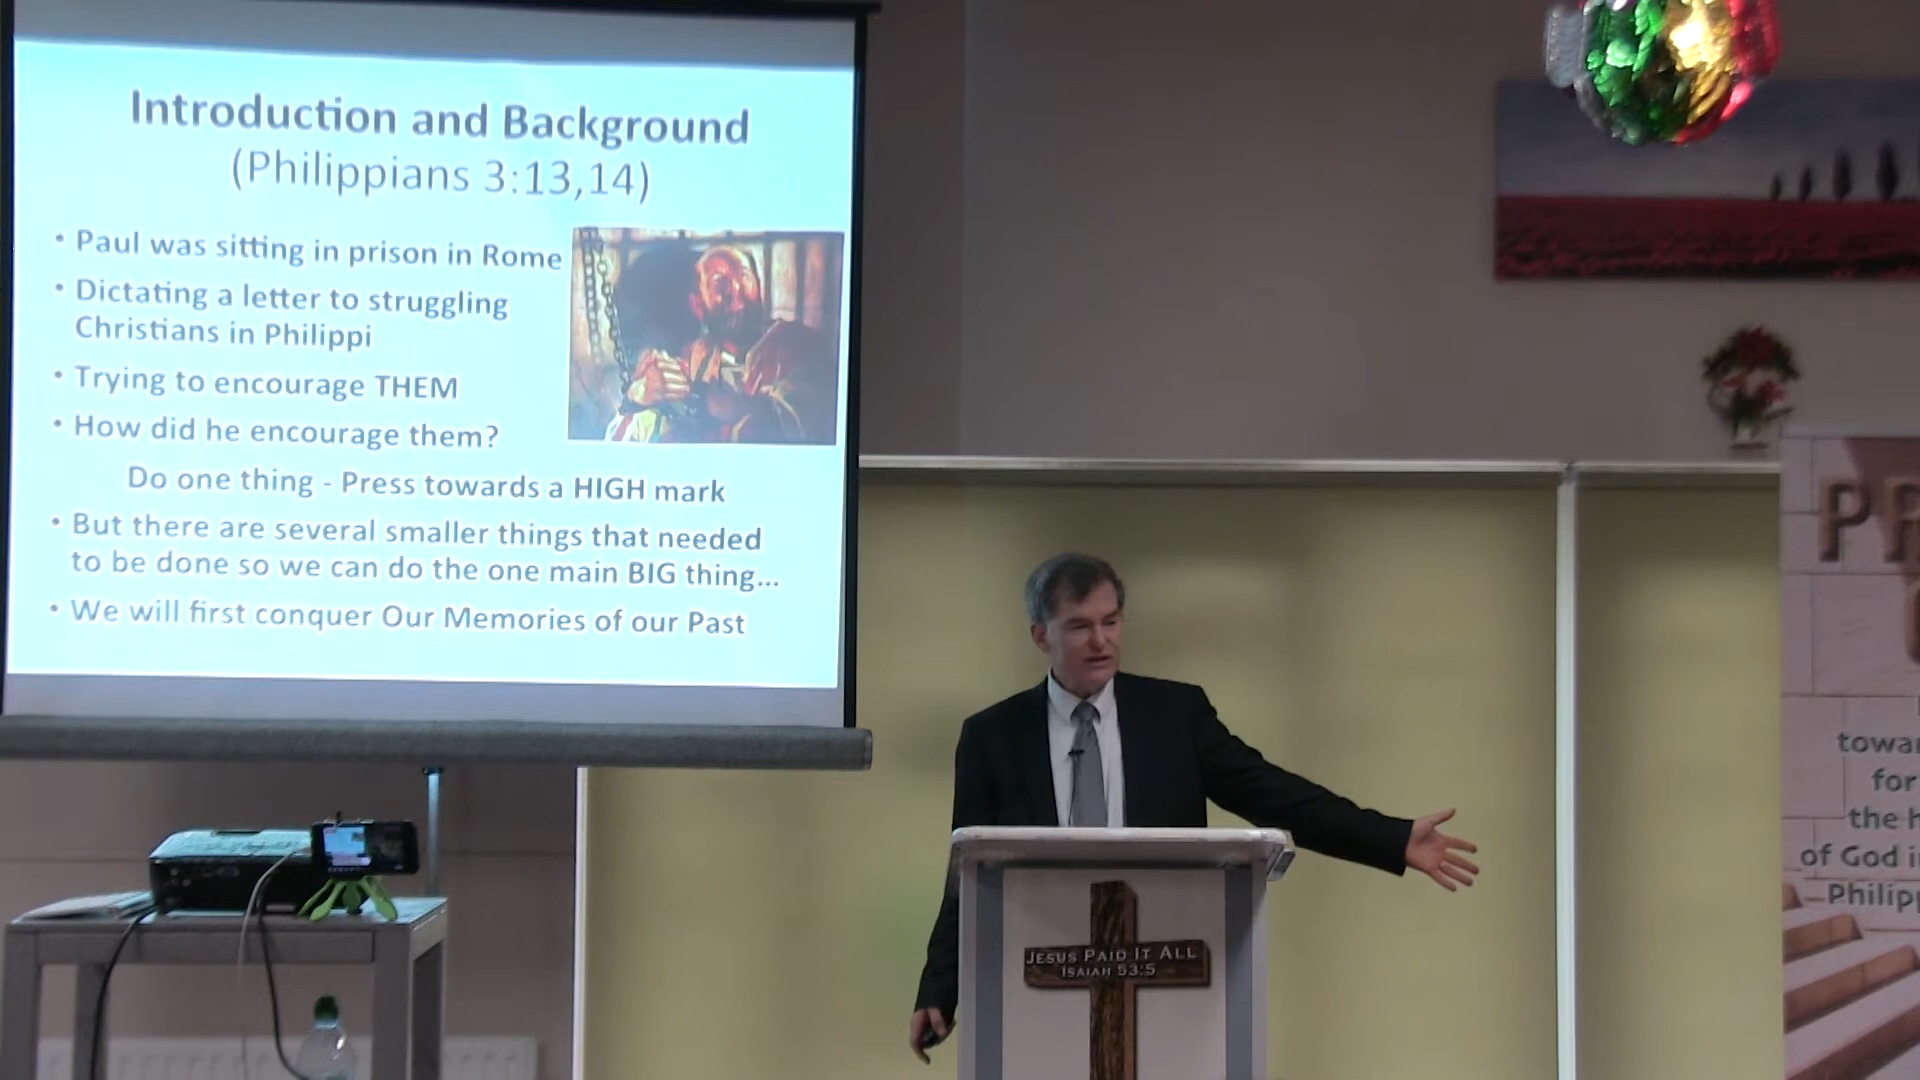 Introduction and Background
(Philippians 3:13,14)
• Paul was sitting in prison in Rome
• Dictating a letter to struggling
Christians in Philippi
• Trying to encourage THEM
• How did he encourage them?
Do one thing - Press towards a HIGH mark
• But there are several smaller things that needed
to be done so we can do the one main BIG thing...
• We will first conquer Our Memories of our Past
JESUS PAID IT ALL
ISAIAH 53:5
for
of God